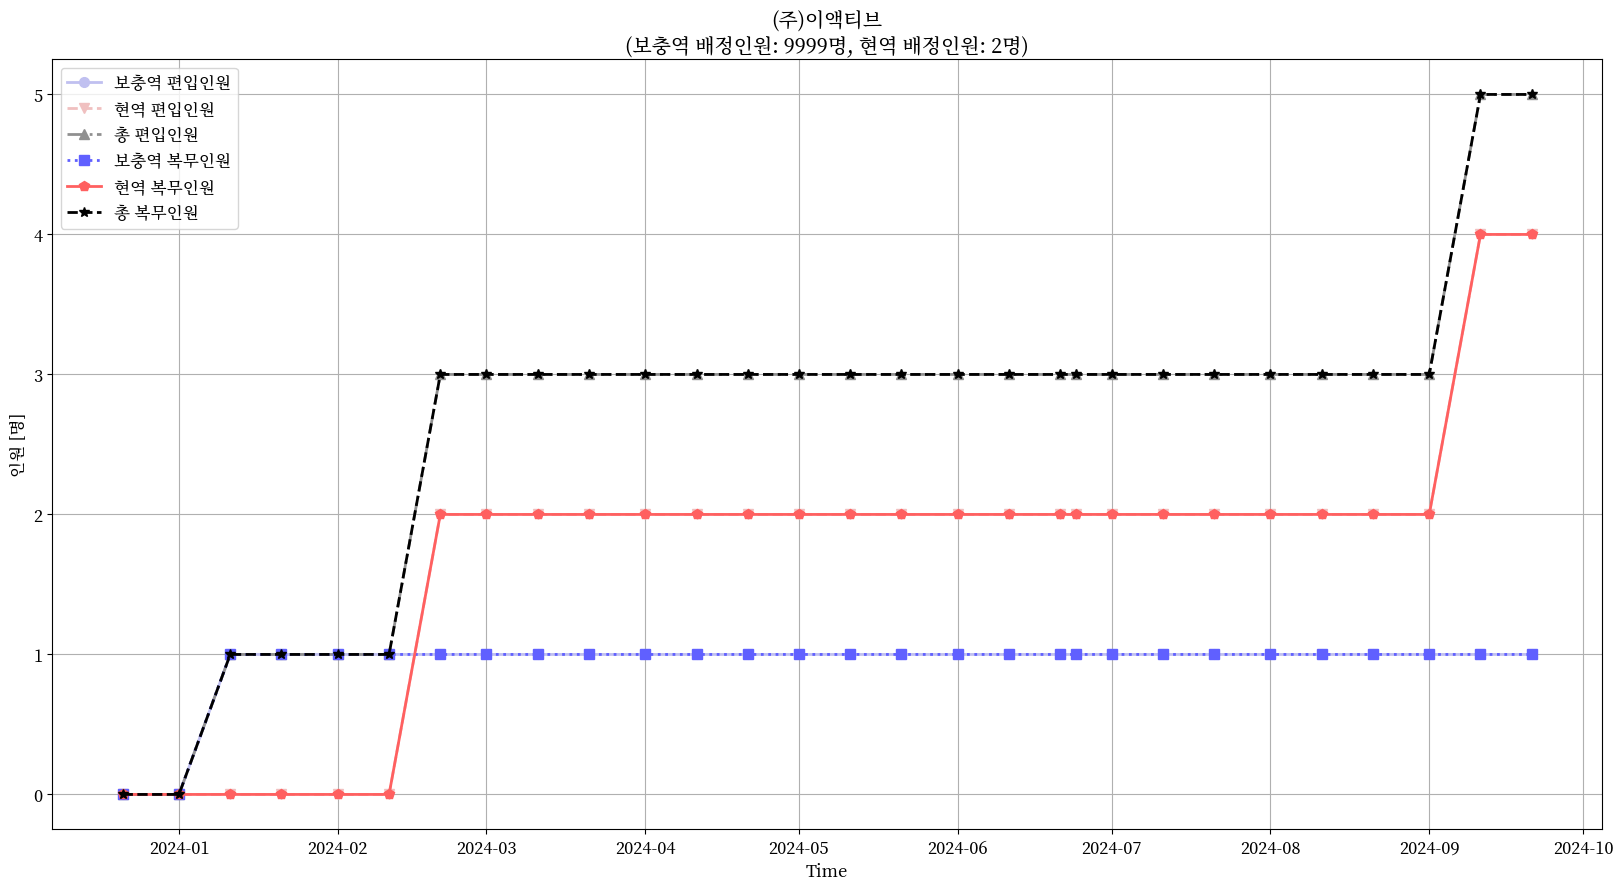 (주)이액티브
(보충역 배정인원: 9999명, 현역 배정인원: 2명)
보충역 편입인원
현역 편입인원
총 편입인원
보충역 복무인원
현역 복무인원
총 복무인원
인원 [명]
5
4
3
2
1
0
2024-01 2024-02 2024-03 2024-04 2024-05 2024-06 2024-07 2024-08 2024-09 2024-10
Time